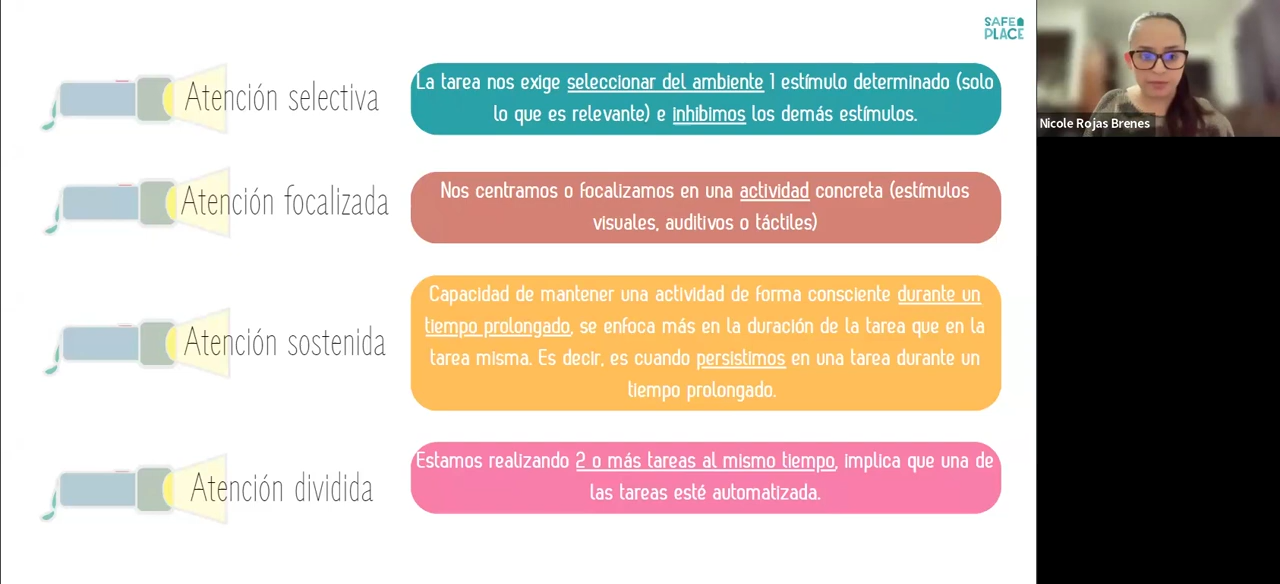 SAFE
PLACE
Atención selectiva
La tarea nos exige seleccionar del ambiente 1 estímulo determinado (solo
lo que es relevante) e inhibimos los demás estímulos.
Nicole Rojas Brenes
Atención focalizada
Nos centramos o focalizamos en una actividad concreta (estímulos
visuales, auditivos o táctiles)
Atención sostenida
Capacidad de mantener una actividad de forma consciente durante un
tiempo prolongado, se enfoca más en la duración de la tarea que en la
tarea misma. Es decir, es cuando persistimos en una tarea durante un
tiempo prolongado.
Atención dividida
Estamos realizando 2 o más tareas al mismo tiempo, implica que una de
las tareas esté automatizada.